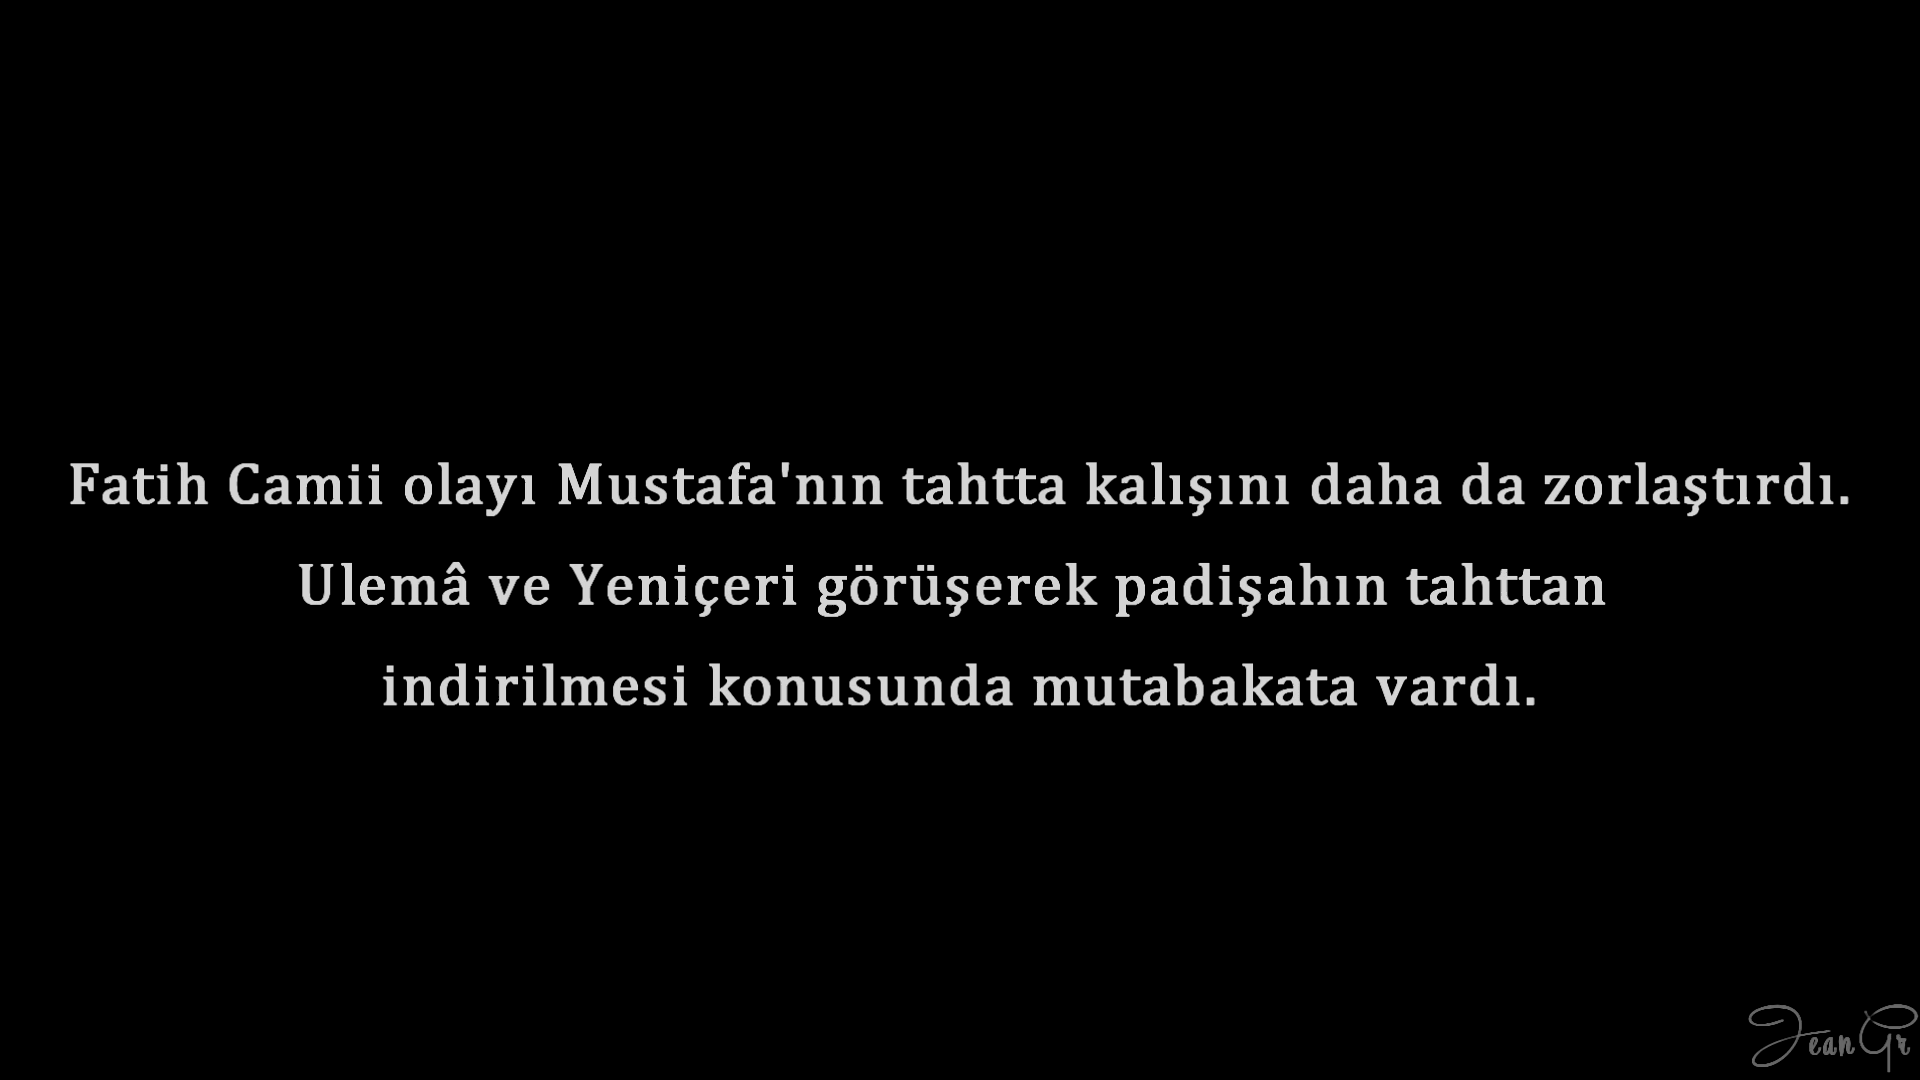 Fatih Camii olayı Mustafa'nın tahtta kalışını daha da zorlaştırdı.
Ulemâ ve Yeniçeri görüşerek padişahın tahttan
indirilmesi konusunda mutabakata vardı.
JeanGr